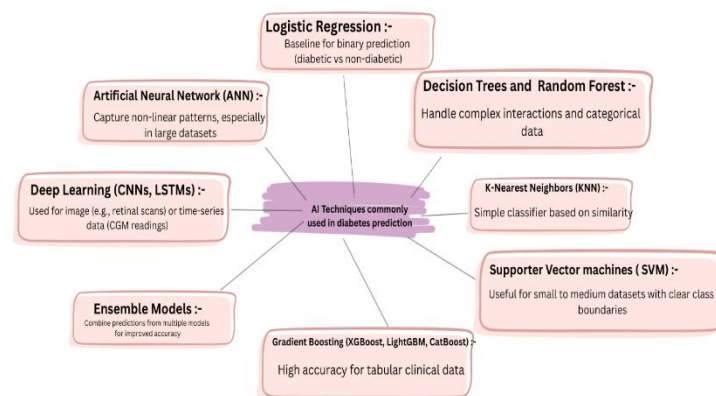 Logistic Regression :-
Baseline for binary prediction
(diabetic vs non-diabetic)
Decision Trees and Random Forest :-
Handle complex interactions and categorical
data
K-Nearest Neighbors (KNN) :-
Simple classifier based on similarity
Supporter Vector machines ( SVM) :-
Useful for small to medium datasets with clear class
boundaries
Gradient Boosting (XGBoost, LightGBM, CatBoost) :-
High accuracy for tabular clinical data
Ensemble Models :-
Combine predictions from multiple models
for improved accuracy
Deep Learning (CNNs, LSTMs) :-
Used for image (e.g., retinal scans) or time-series
data (CGM readings)
Artificial Neural Network (ANN) :-
Capture non-linear patterns, especially
in large datasets
AI Techniques commonly
used in diabetes prediction